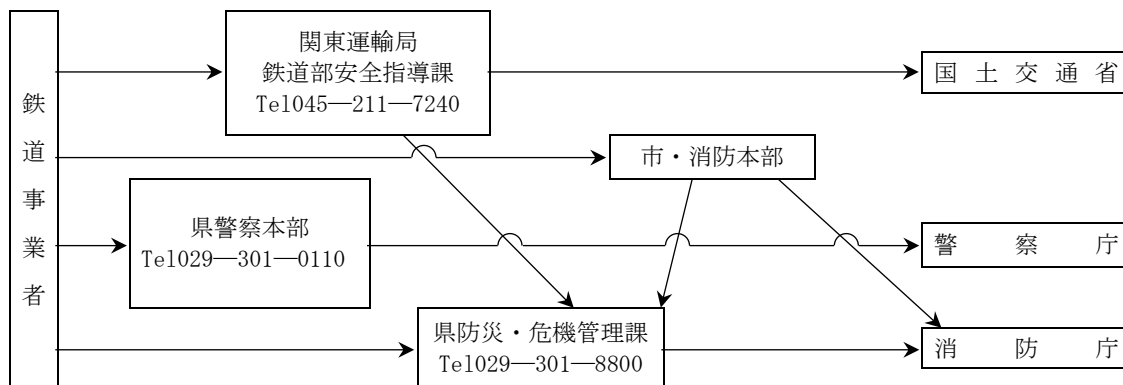 鉄道事業者
関東運輸局
鉄道部安全指導課
Tel045―211―7240
国土交通省
市・消防本部
県警察本部
Tel029―301―0110
警察庁
県防災・危機管理課
Tel029―301―8800
消防庁